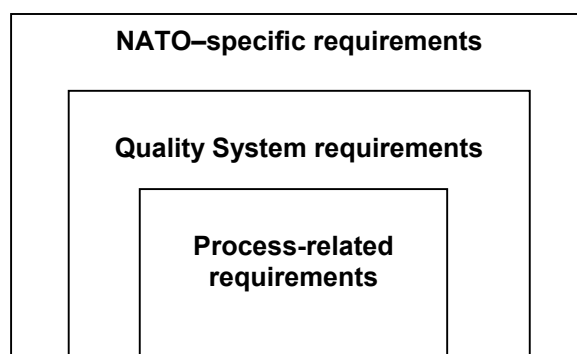 NATO–specific requirements
Quality System requirements
Process-related
requirements